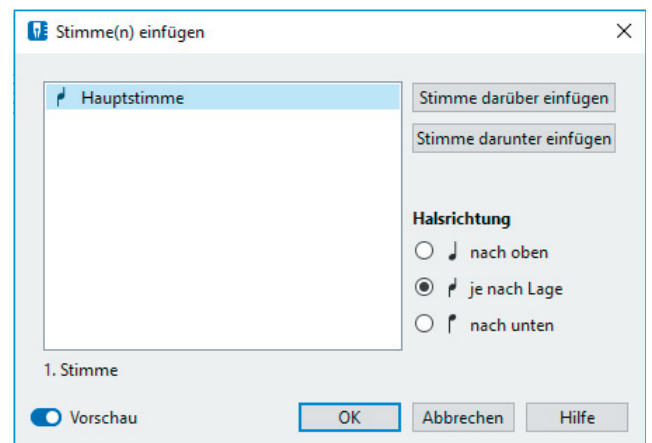 Stimme(n) einfügen
Hauptstimme
Stimme darüber einfügen
Stimme darunter einfügen
Halsrichtung
nach oben
je nach Lage
nach unten
1. Stimme
Vorschau
OK
Abbrechen
Hilfe